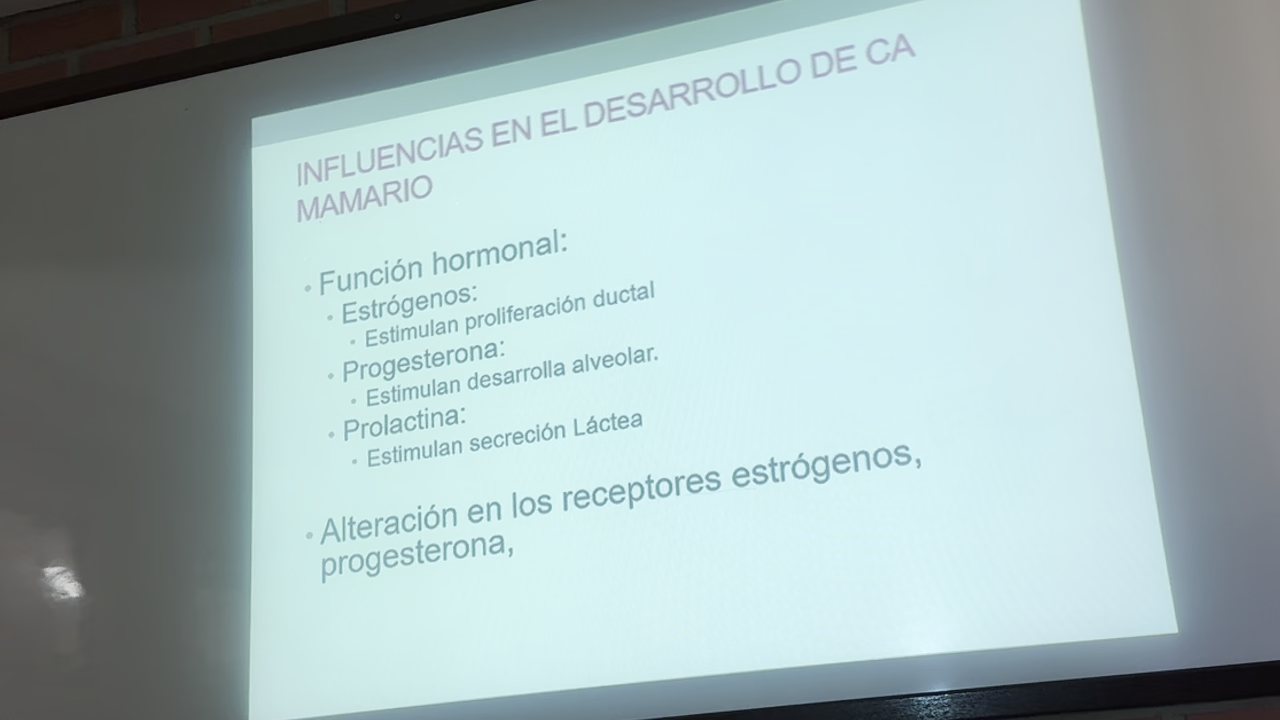 INFLUENCIAS EN EL DESARROLLO DE CA
MAMARIO
• Función hormonal:
• Estrógenos:
• Estimulan proliferación ductal
• Progesterona:
• Estimulan desarrolla alveolar.
• Prolactina:
• Estimulan secreción Láctea
• Alteración en los receptores estrógenos,
progesterona,